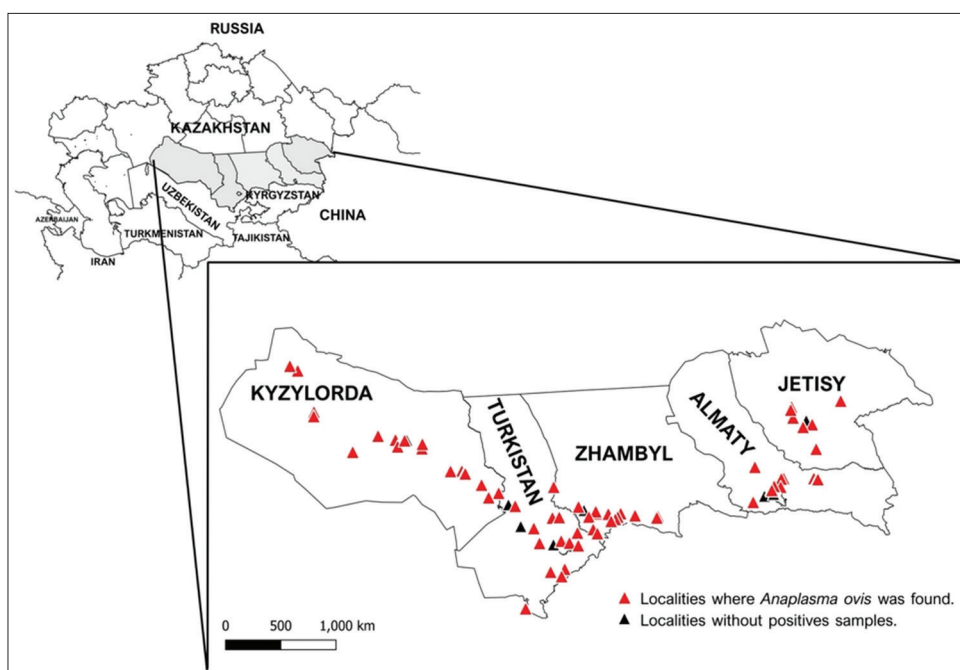 RUSSIA
KAZAKHSTAN
UZBEKISTAN
KYRGYZSTAN
CHINA
AZERBAIJAN
TURKMENISTAN
TAJIKISTAN
IRAN
KYZYLORDA
TURKISTAN
ZHAMBYL
ALMATY
JETISY
Localities where Anaplasma ovis was found.
Localities without positives samples.
0 500 1,000 km